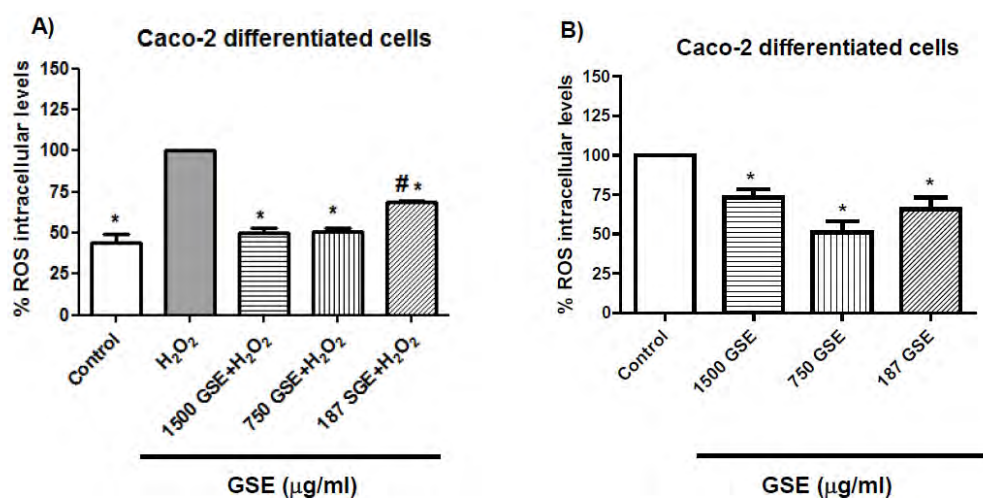 A)
Caco-2 differentiated cells
% ROS intracellular levels
150
125
100
75
50
25
0
*
*
*
# *
Control
H₂O₂
1500 GSE+H₂O₂
750 GSE+H₂O₂
187 SGE+H₂O₂
GSE (µg/ml)
B)
Caco-2 differentiated cells
% ROS intracellular levels
150
125
100
75
50
25
0
*
*
*
Control
1500 GSE
750 GSE
187 GSE
GSE (µg/ml)